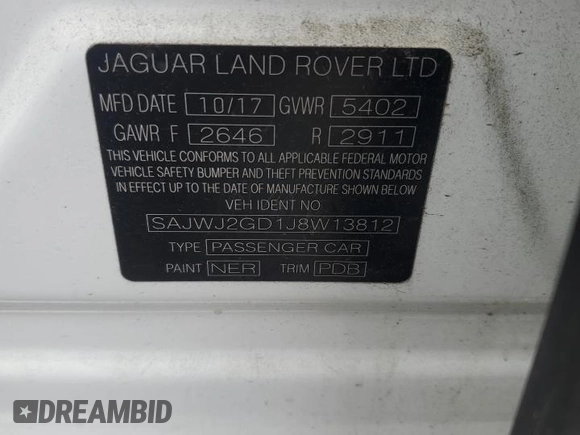 JAGUAR LAND ROVER LTD
MFD DATE 10/17 GVWR 5402
GAWR F 2646 R 2911
THIS VEHICLE CONFORMS TO ALL APPLICABLE FEDERAL MOTOR
VEHICLE SAFETY BUMPER AND THEFT PREVENTION STANDARDS
IN EFFECT UP TO THE DATE OF MANUFACTURE SHOWN BELOW
VEH IDENT NO
SAJWJ2GD1J8W13812
TYPE PASSENGER CAR
PAINT NER TRIM PDB
DREAMBID